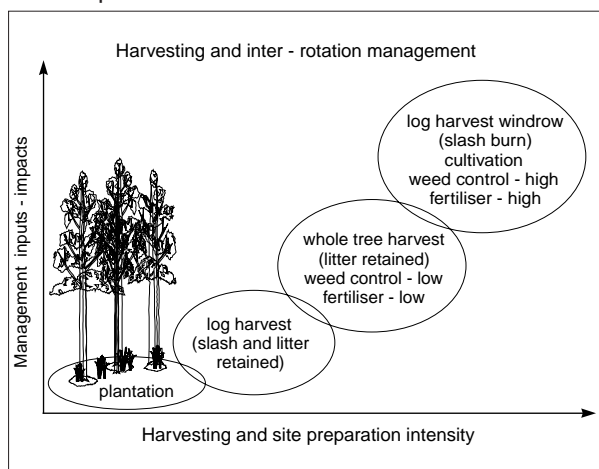 Harvesting and inter - rotation management
Management inputs - impacts
log harvest windrow
(slash burn)
cultivation
weed control - high
fertiliser - high
whole tree harvest
(litter retained)
weed control - low
fertiliser - low
log harvest
(slash and litter
retained)
plantation
Harvesting and site preparation intensity